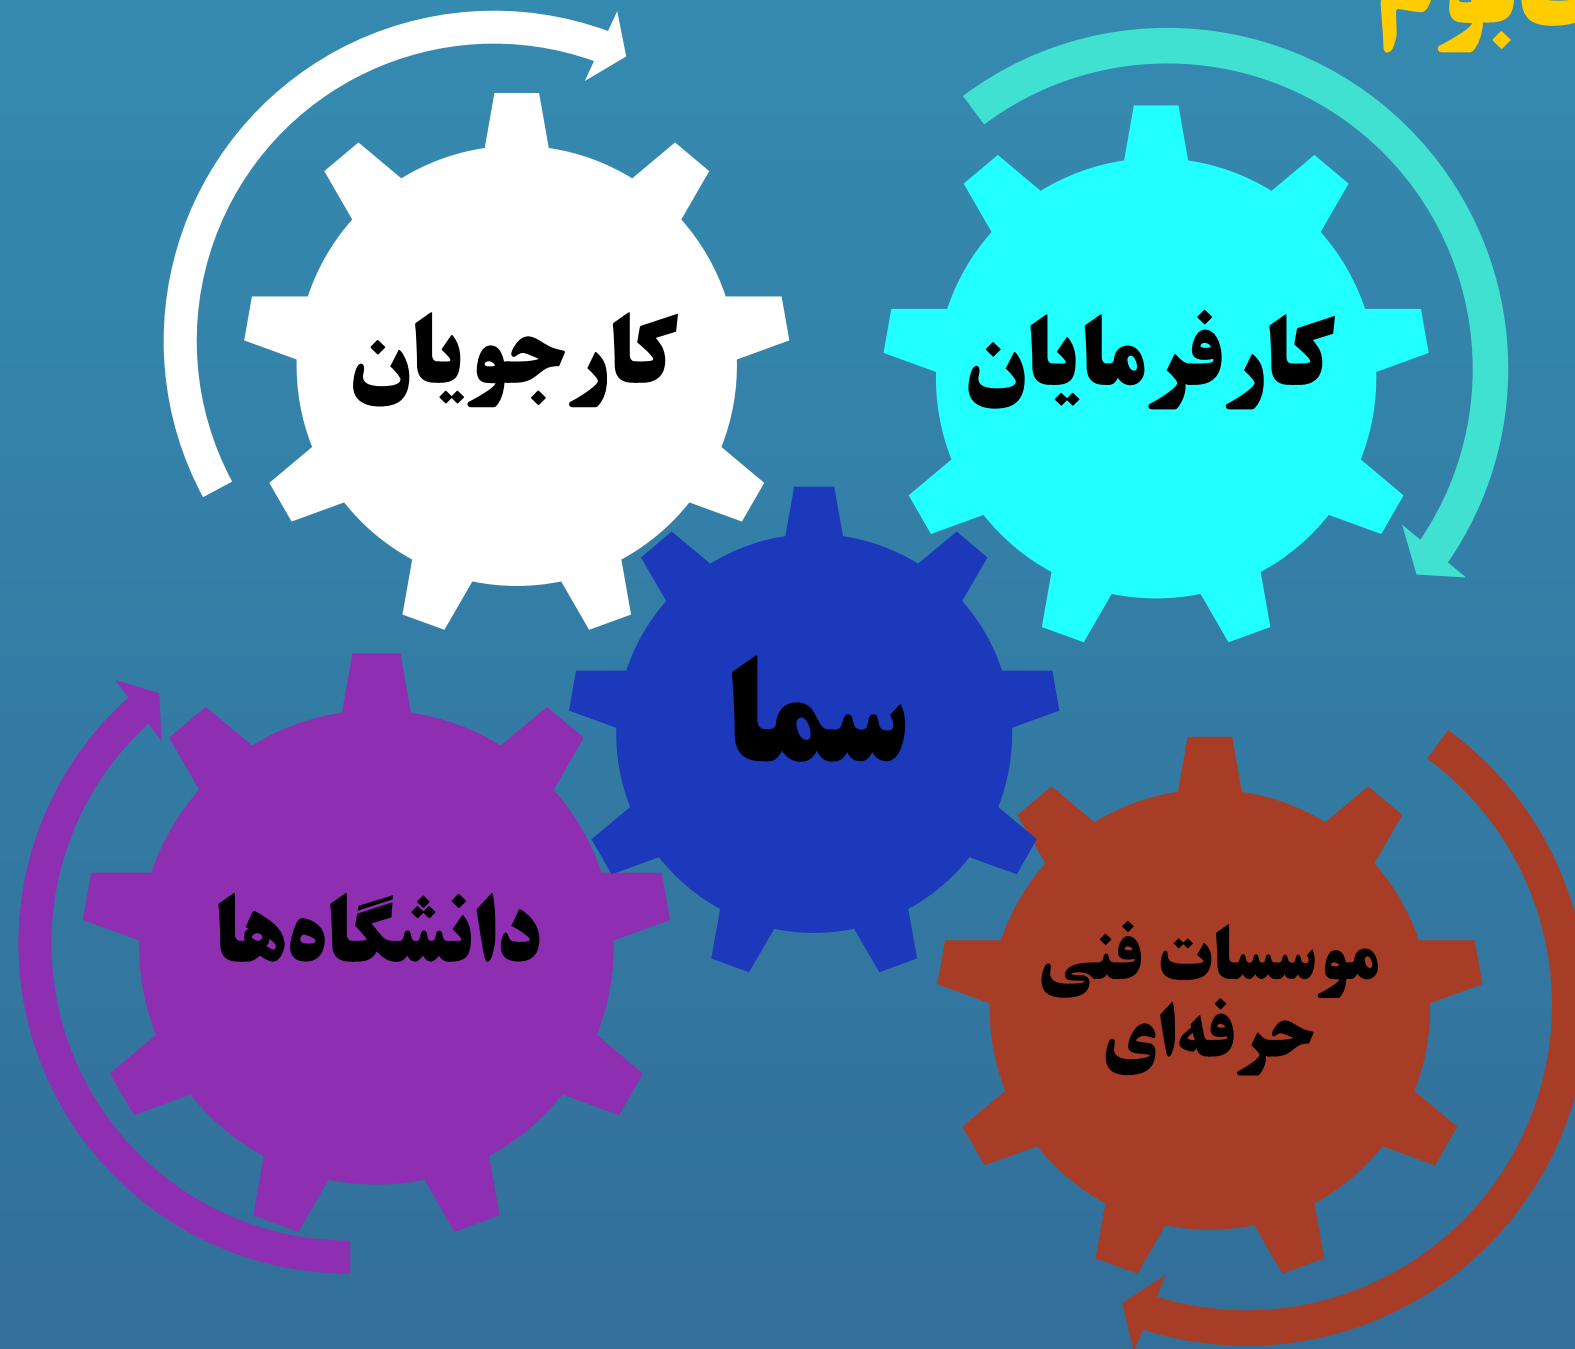 کارفرمایان
کارجویان
سما
دانشگاه‌ها
موسسات فنی
حرفه‌ای